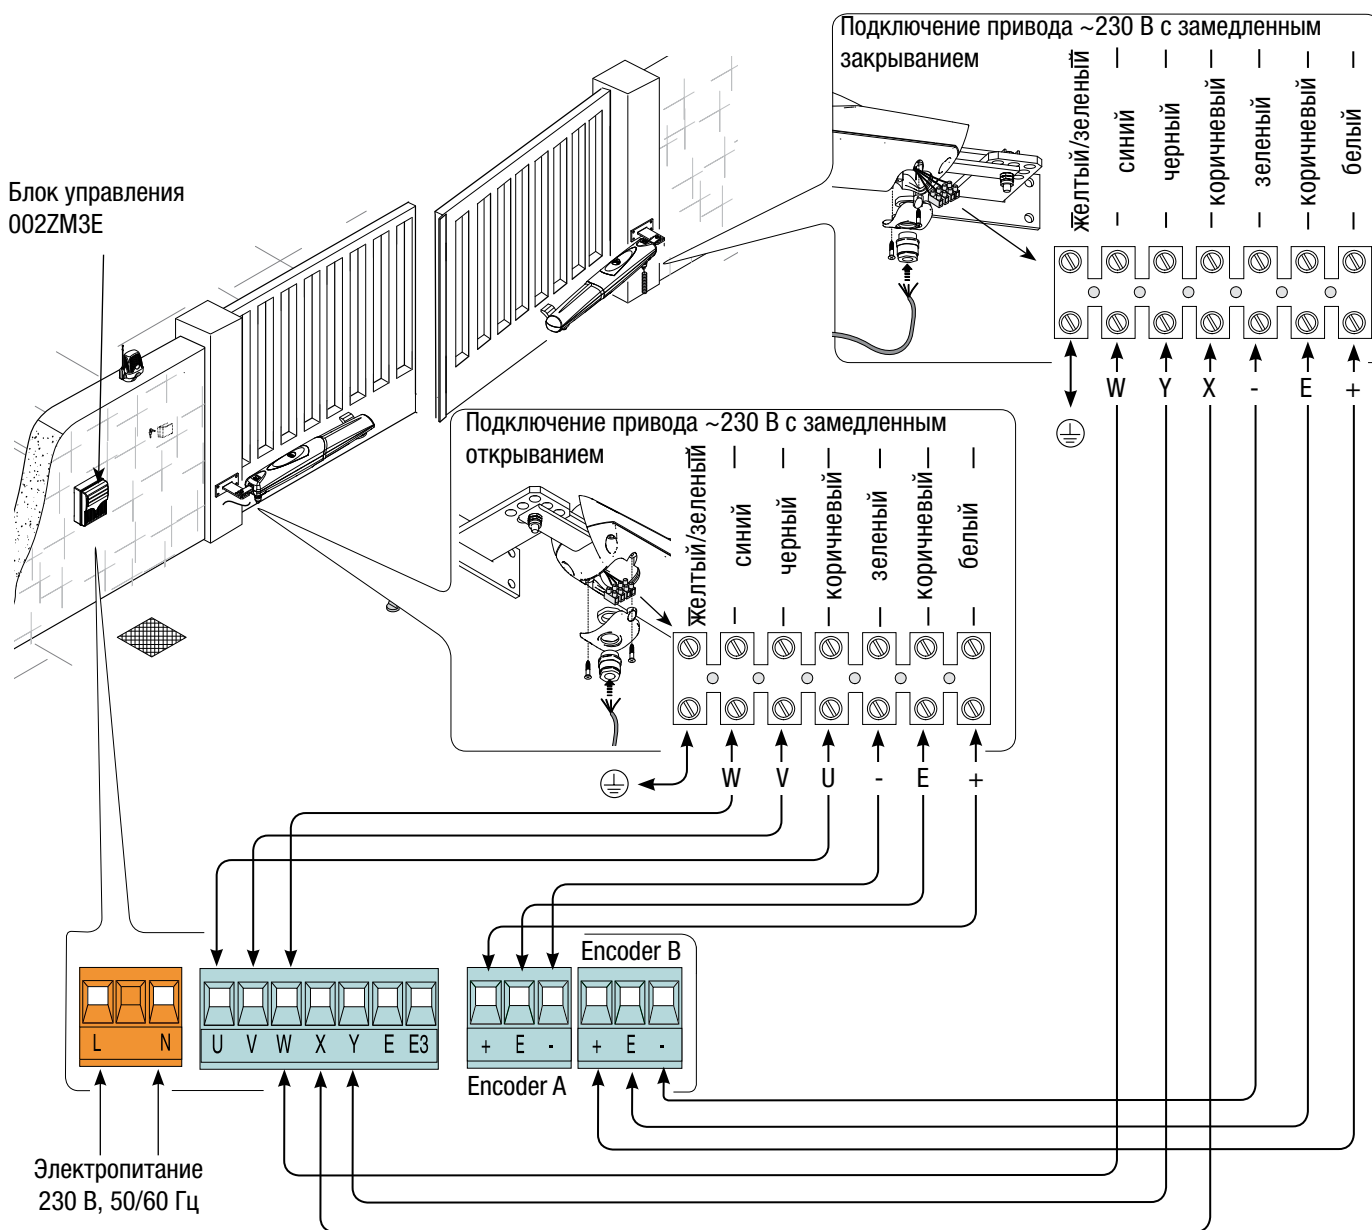 Подключение привода ~230 В с замедленным
закрыванием
желтый/зеленый
синий
черный
коричневый
зеленый
коричневый
белый
Блок управления
002ZM3E
W Y X - E +
Подключение привода ~230 В с замедленным
открыванием
желтый/зеленый
синий
черный
коричневый
зеленый
коричневый
белый
W V U - E +
Encoder B
L N
U V W X Y E E3
+ E -
+ E -
Encoder A
Электропитание
230 В, 50/60 Гц